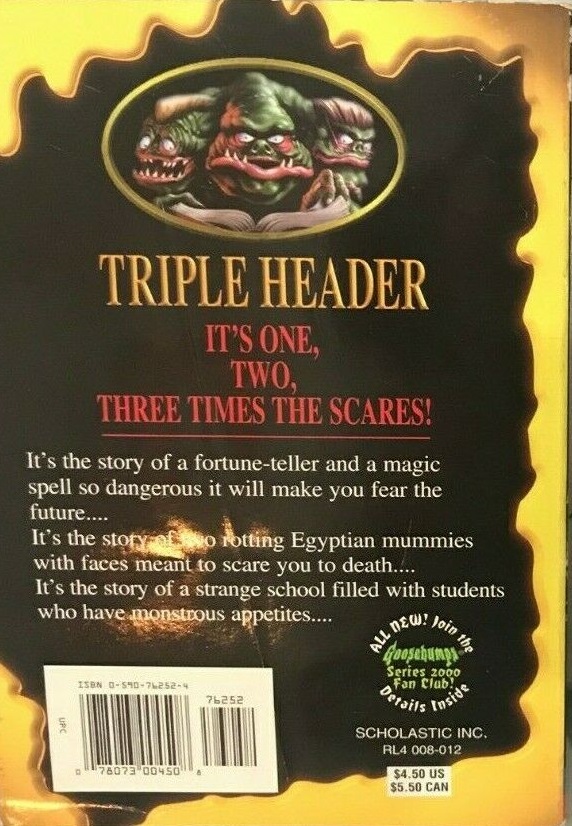 TRIPLE HEADER
IT'S ONE,
TWO,
THREE TIMES THE SCARES!
It's the story of a fortune-teller and a magic
spell so dangerous it will make you fear the
future....
It's the story of two rotting Egyptian mummies
with faces meant to scare you to death....
It's the story of a strange school filled with students
who have monstrous appetites....
ALL NEW! Join the
Goosebumps
Series 2000
Fan Club!
Details Inside
ISBN 0-590-76252-4
76252
UPC
0 76073 00450 8
SCHOLASTIC INC.
RL4 008-012
$4.50 US
$5.50 CAN